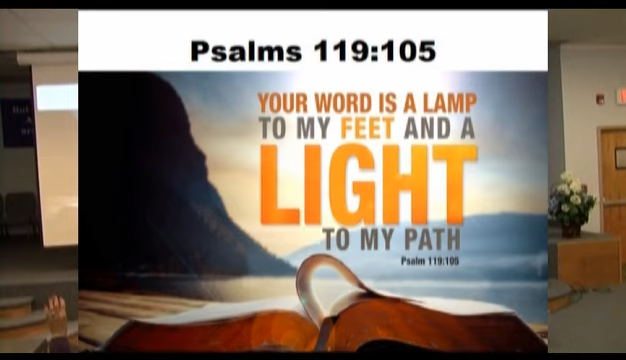 Psalms 119:105
YOUR WORD IS A LAMP
TO MY FEET AND A
LIGHT
TO MY PATH
Psalm 119:105